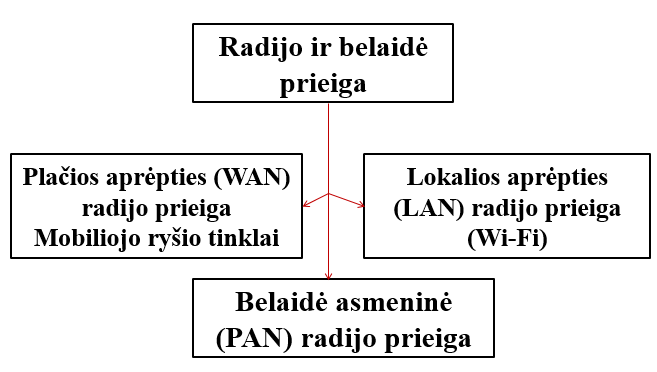 Radijo ir belaidė
prieiga
Plačios aprėpties (WAN)
radijo prieiga
Mobiliojo ryšio tinklai
Lokalios aprėpties
(LAN) radijo prieiga
(Wi-Fi)
Belaidė asmeninė
(PAN) radijo prieiga